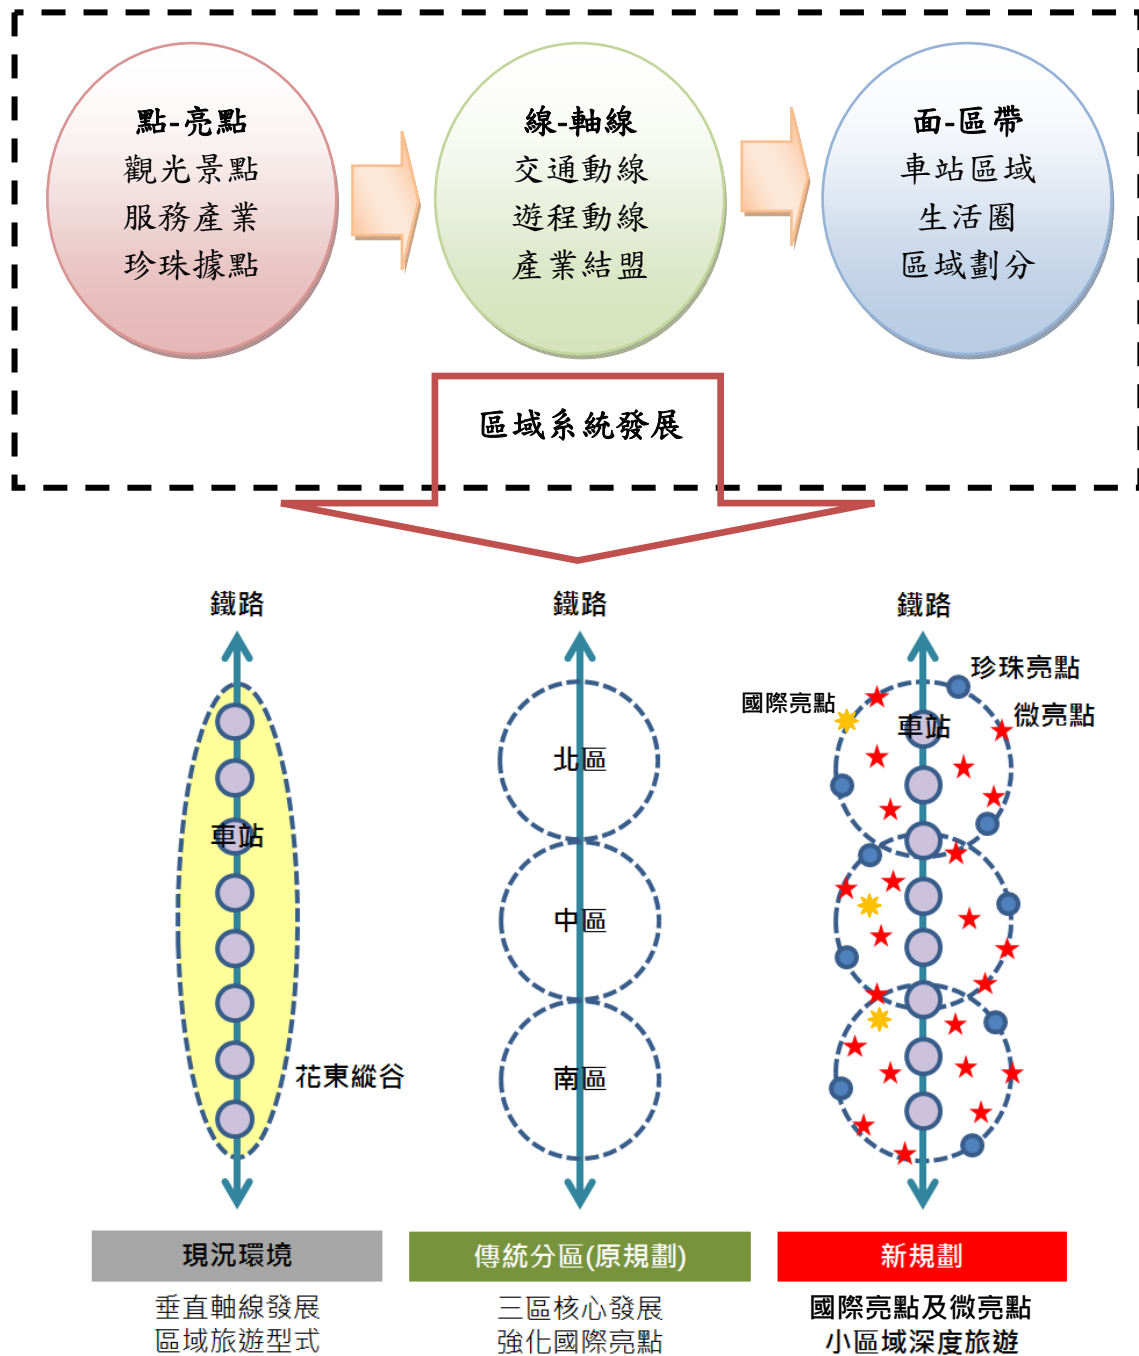 點-亮點
觀光景點
服務產業
珍珠據點
線-軸線
交通動線
遊程動線
產業結盟
面-區帶
車站區域
生活圈
區域劃分
區域系統發展
鐵路
車站
花東縱谷
鐵路
北區
中區
南區
鐵路
珍珠亮點
國際亮點
微亮點
車站
現況環境
垂直軸線發展
區域旅遊型式
傳統分區(原規劃)
三區核心發展
強化國際亮點
新規劃
國際亮點及微亮點
小區域深度旅遊